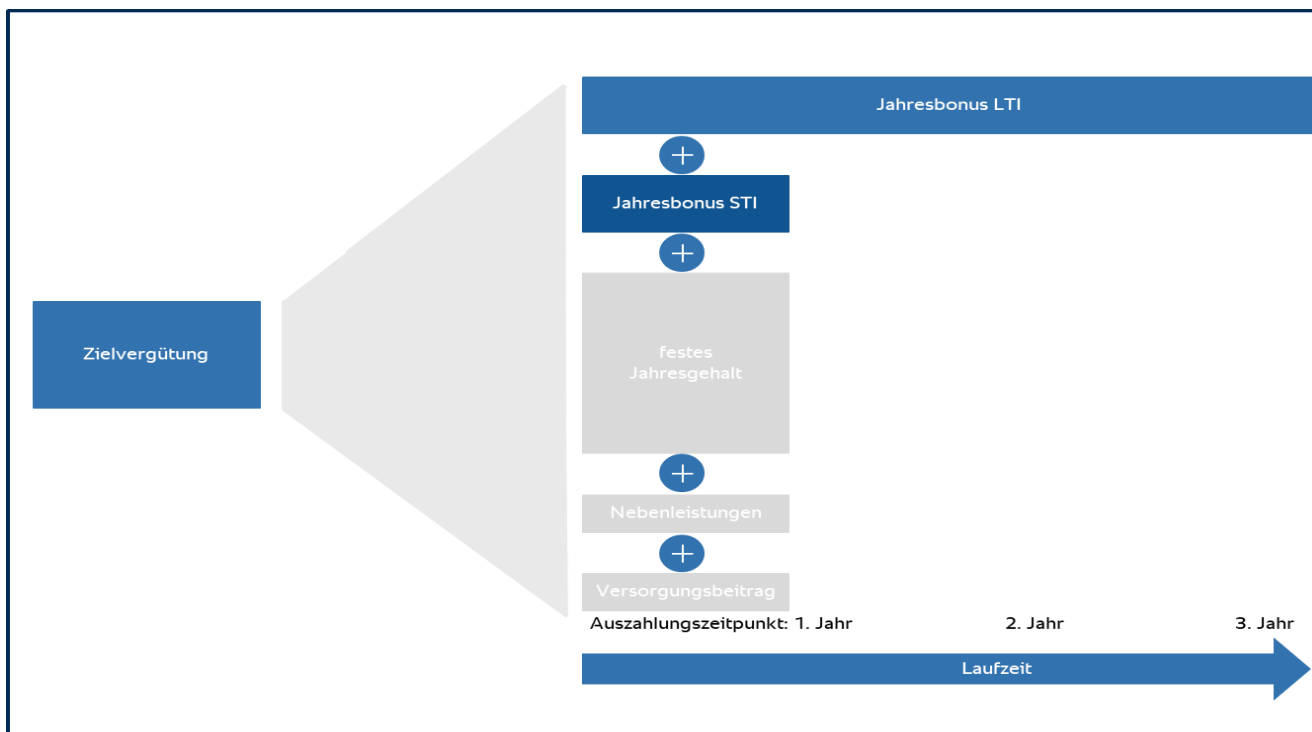 Jahresbonus LTI
Jahresbonus STI
Zielvergütung
festes
Jahresgehalt
Nebenleistungen
Versorgungsbeitrag
Auszahlungszeitpunkt: 1. Jahr 2. Jahr 3. Jahr
Laufzeit